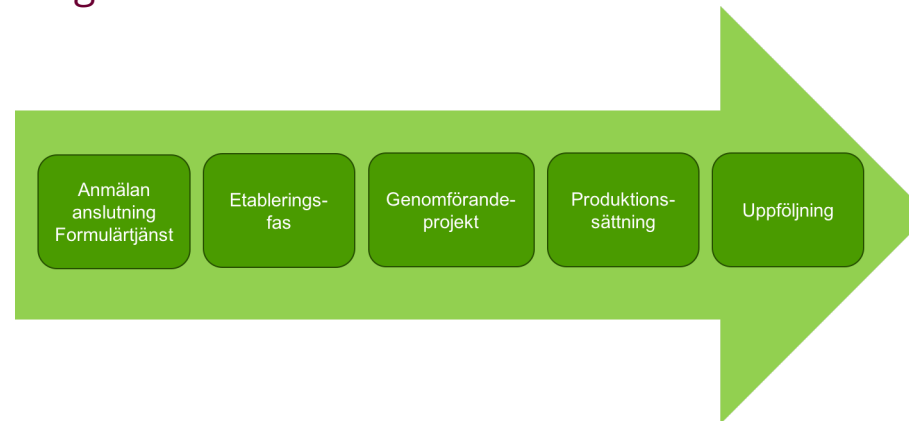 Anmälan
anslutning
Formulärtjänst
Etablerings-
fas
Genomförande-
projekt
Produktions-
sättning
Uppföljning